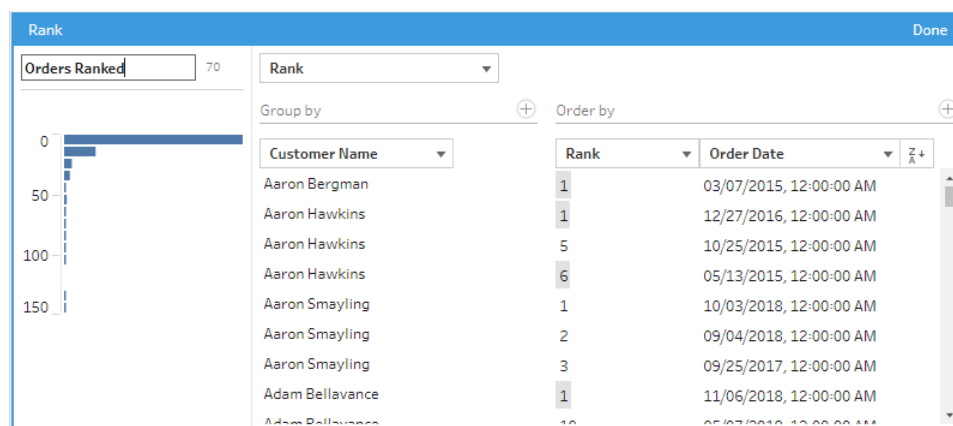 Rank Done
Orders Ranked 70
Rank
Group by
Order by
Customer Name Rank Order Date Z A
Aaron Bergman 1 03/07/2015, 12:00:00 AM
Aaron Hawkins 1 12/27/2016, 12:00:00 AM
Aaron Hawkins 5 10/25/2015, 12:00:00 AM
Aaron Hawkins 6 05/13/2015, 12:00:00 AM
Aaron Smayling 1 10/03/2018, 12:00:00 AM
Aaron Smayling 2 09/04/2018, 12:00:00 AM
Aaron Smayling 3 09/25/2017, 12:00:00 AM
Adam Bellavance 1 11/06/2018, 12:00:00 AM
Adam Bellavance
0
50
100
150